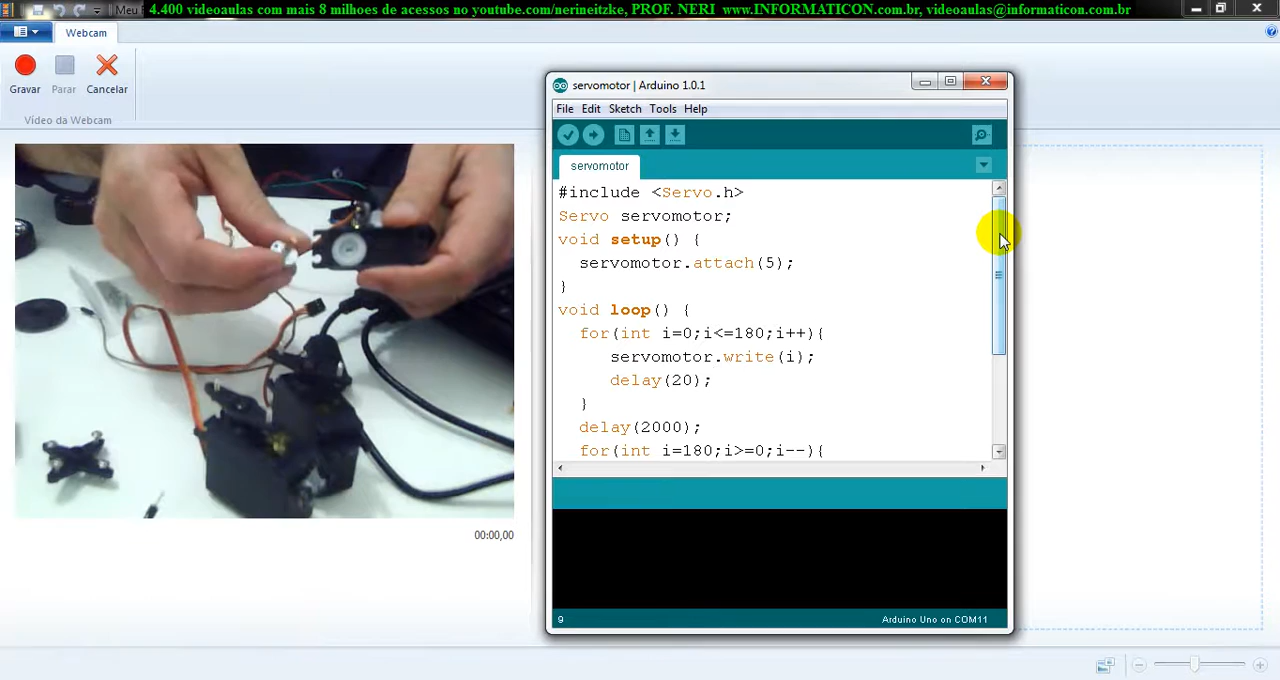 Meu
4.400 videoaulas com mais 8 milhoes de acessos no youtube.com/nerineitzke, PROF. NERI  www.INFORMATICON.com.br, videoaulas@informaticon.com.br
Webcam
Gravar
Parar
Cancelar
Vídeo da Webcam
00:00,00
servomotor | Arduino 1.0.1
File Edit Sketch Tools Help
servomotor
#include <Servo.h>
Servo servomotor;
void setup() {
  servomotor.attach(5);
}
void loop() {
  for(int i=0;i<=180;i++){
     servomotor.write(i);
     delay(20);
  }
  delay(2000);
  for(int i=180;i>=0;i--){
9
Arduino Uno on COM11